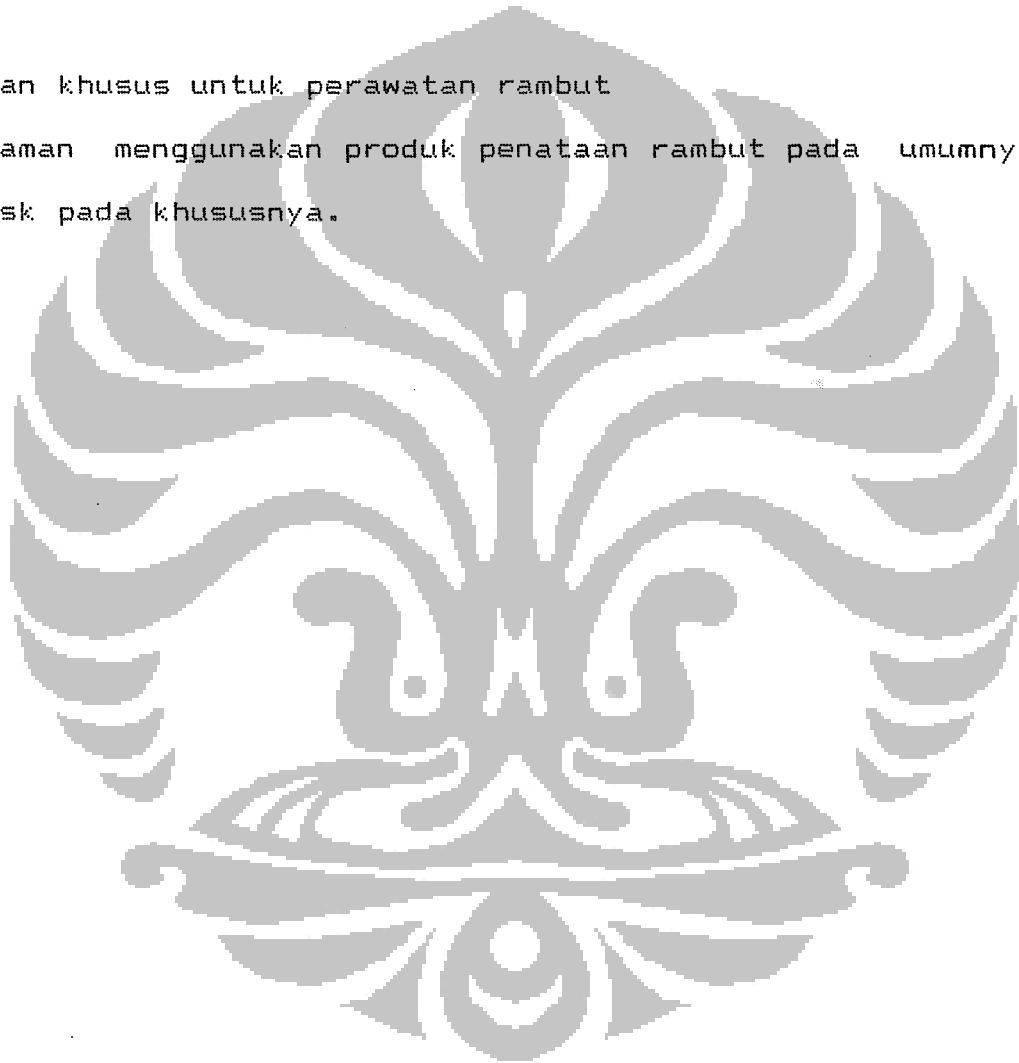 an khusus untuk perawatan rambut
aman menggunakan produk penataan rambut pada umumny
sk pada khususnya.